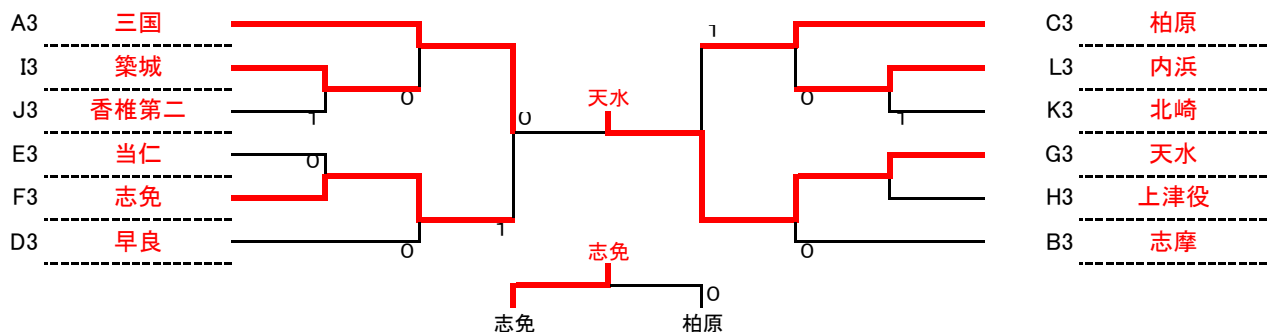 A3 三国
I3 築城
J3 香椎第二
E3 当仁
F3 志免
D3 早良
0
1
0
0
0
1
天水
志免
0
志免 柏原
1
0
1
0
C3 柏原
L3 内浜
K3 北崎
G3 天水
H3 上津役
B3 志摩